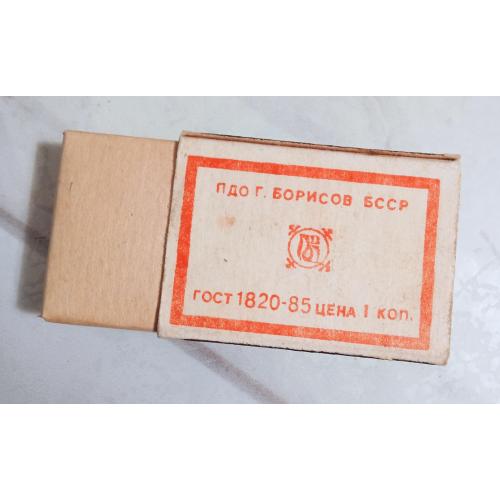 ПДО Г. БОРИСОВ БССР
ГОСТ 1820-85 ЦЕНА 1 КОП.